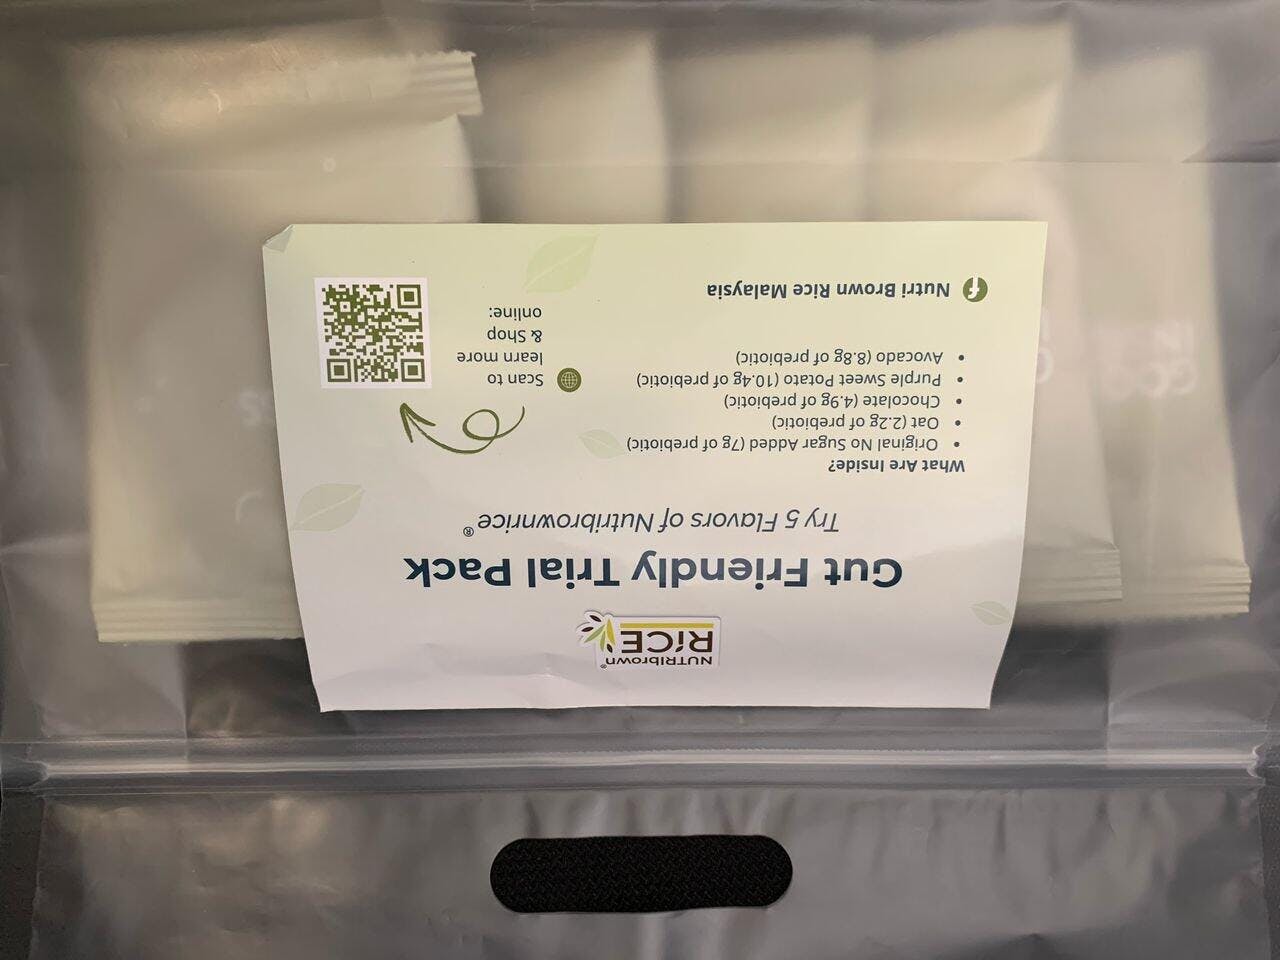 NUTRIbrown®
RiCE
Gut Friendly Trial Pack
Try 5 Flavors of Nutribrownrice®
What Are Inside?
• Original No Sugar Added (7g of prebiotic)
• Oat (2.2g of prebiotic)
• Chocolate (4.9g of prebiotic)
• Purple Sweet Potato (10.4g of prebiotic)
• Avocado (8.8g of prebiotic)
Nutri Brown Rice Malaysia
Scan to
learn more
& Shop
online: